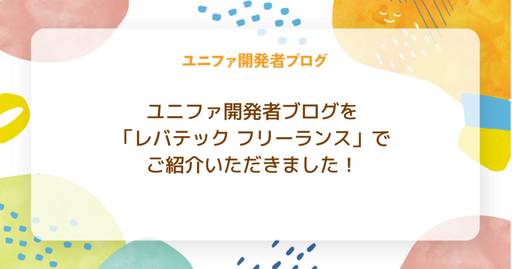 ユニファ開発者ブログ
ユニファ開発者ブログを
「レバテック フリーランス」で
ご紹介いただきました！